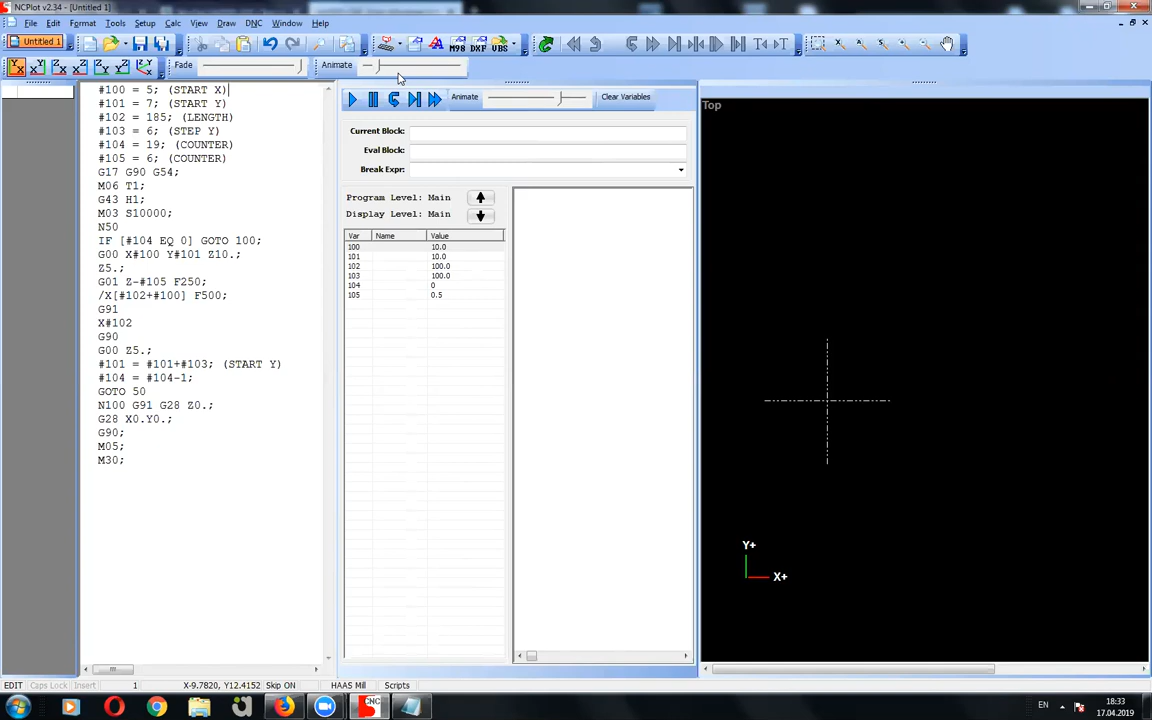 NCPlot v2.34 - [Untitled 1]
File Edit Format Tools Setup Calc View Draw DNC Window Help
Untitled 1
M98 DXF VBS
Fade
Animate
#100 = 5; (START X)
#101 = 7; (START Y)
#102 = 185; (LENGTH)
#103 = 6; (STEP Y)
#104 = 19; (COUNTER)
#105 = 6; (COUNTER)
G17 G90 G54;
M06 T1;
G43 H1;
M03 S10000;
N50
IF [#104 EQ 0] GOTO 100;
G00 X#100 Y#101 Z10.;
Z5.;
G01 Z-#105 F250;
/X[#102+#100] F500;
G91
X#102
G90
G00 Z5.;
#101 = #101+#103; (START Y)
#104 = #104-1;
GOTO 50
N100 G91 G28 Z0.;
G28 X0.Y0.;
G90;
M05;
M30;
Animate
Clear Variables
Current Block:
Eval Block:
Break Expr:
Program Level: Main
Display Level: Main
Var Name Value
100 10.0
101 10.0
102 100.0
103 100.0
104 0
105 0.5
Top
Y+
X+
EDIT Caps Lock Insert 1 X-9.7820, Y12.4152 Skip ON HAAS Mill Scripts
CNC
EN
18:33
17.04.2019